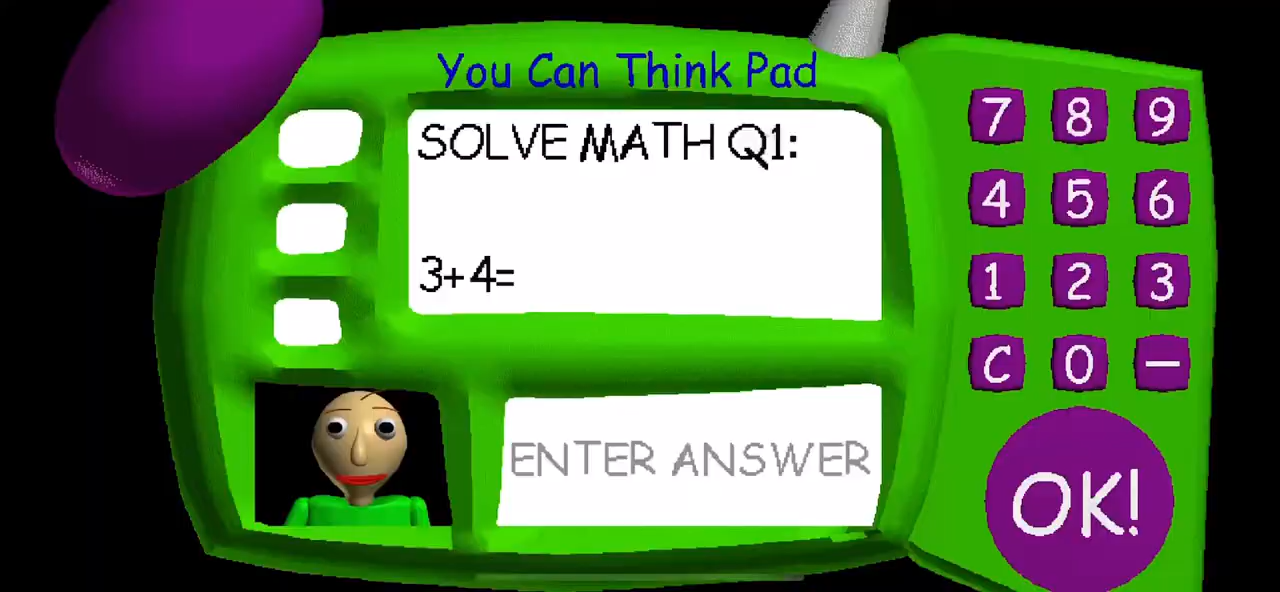 You Can Think Pad
SOLVE MATH Q1:
3+4=
ENTER ANSWER
7 8 9
4 5 6
1 2 3
C 0 −
OK!